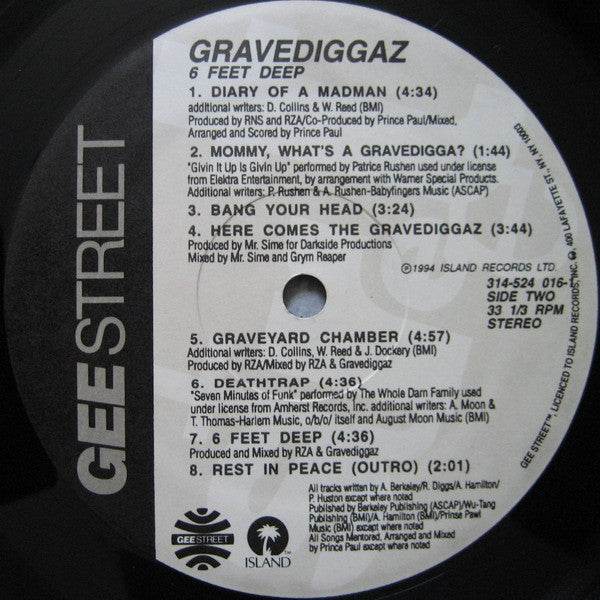 GEE STREET
GRAVEDIGGAZ
6 FEET DEEP
1. DIARY OF A MADMAN (4:34)
additional writers: D. Collins & W. Reed (BMI)
Produced by RNS and RZA/Co-Produced by Prince Paul/Mixed,
Arranged and Scored by Prince Paul
2. MOMMY, WHAT'S A GRAVEDIGGA? (1:44)
"Givin It Up Is Givin Up" performed by Patrice Rushen used under license
from Elektra Entertainment, by arrangement with Warner Special Products.
Additional writers: P. Rushen & A. Rushen-Babyfingers Music (ASCAP)
3. BANG YOUR HEAD (3:24)
4. HERE COMES THE GRAVEDIGGAZ (3:44)
Produced by Mr. Sime for Darkside Productions
Mixed by Mr. Sime and Grym Reaper
℗1994 ISLAND RECORDS LTD.
314-524 016-1
SIDE TWO
33 1/3 RPM
STEREO
5. GRAVEYARD CHAMBER (4:57)
Additional writers: D. Collins, W. Reed & J. Dockery (BMI)
Produced by RZA/Mixed by RZA & Gravediggaz
6. DEATHTRAP (4:36)
"Seven Minutes of Funk" performed by The Whole Darn Family used
under license from Amherst Records, Inc. additional writers: A. Moon &
T. Thomas-Harlem Music, o/b/o/ itself and August Moon Music (BMI)
7. 6 FEET DEEP (4:36)
Produced and Mixed by RZA & Gravediggaz
8. REST IN PEACE (OUTRO) (2:01)
All tracks written by A. Berkeley/R. Diggs/A. Hamilton/
P. Huston except where noted
Published by Berkeley Publishing (ASCAP)/Wu-Tang
Publishing (BMI)/A. Hamilton (BMI)/Prinse Pawl
Music (BMI) except where noted
All Songs Mentored, Arranged and Mixed
by Prince Paul except where noted
GEE STREET
ISLAND™
GEE STREET™, LICENCED TO ISLAND RECORDS, INC. 400 LAFAYETTE ST., NY, NY 10003